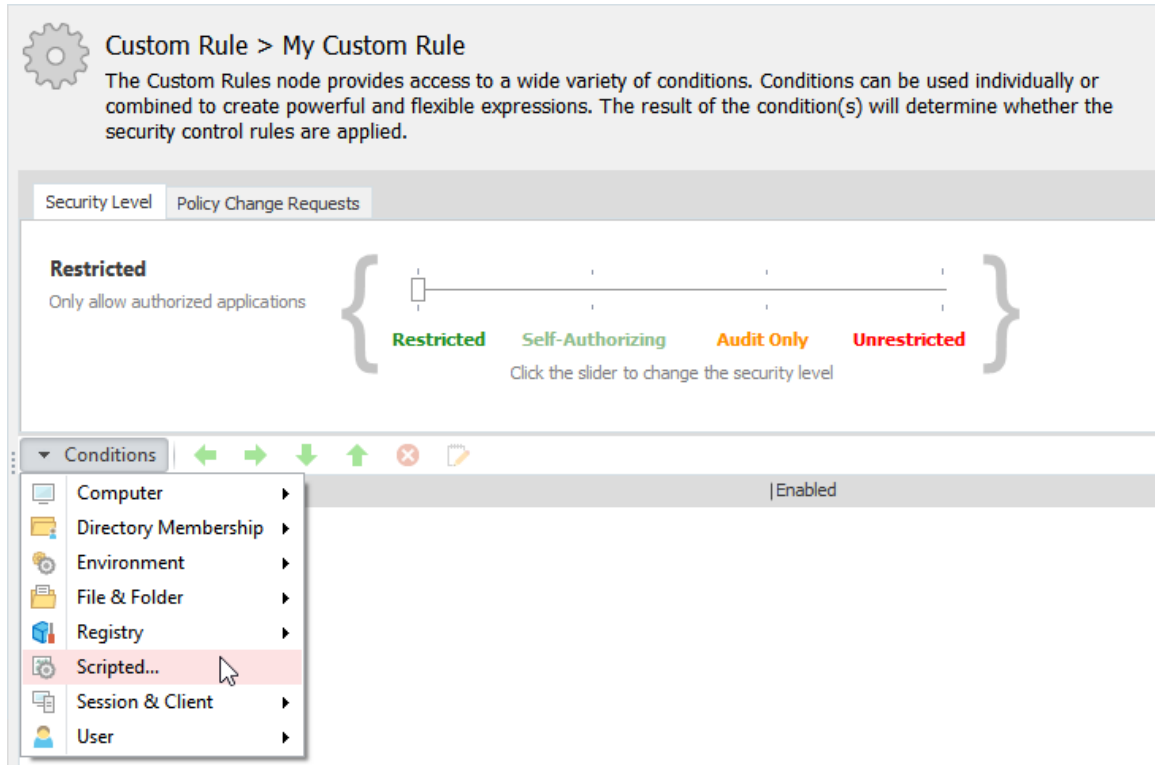 Custom Rule > My Custom Rule
The Custom Rules node provides access to a wide variety of conditions. Conditions can be used individually or
combined to create powerful and flexible expressions. The result of the condition(s) will determine whether the
security control rules are applied.
Security Level Policy Change Requests
Restricted
Only allow authorized applications
Restricted Self-Authorizing Audit Only Unrestricted
Click the slider to change the security level
Conditions
Enabled
Computer
Directory Membership
Environment
File & Folder
Registry
Scripted...
Session & Client
User